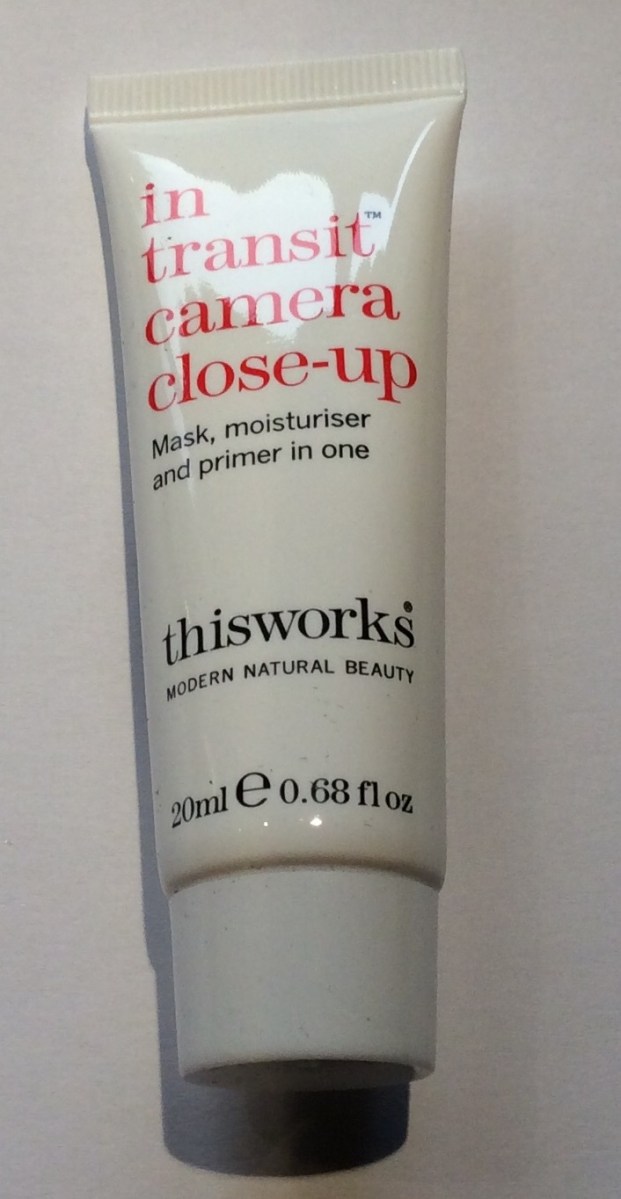 in
transit™
camera
close-up
Mask, moisturiser
and primer in one
thisworks®
MODERN NATURAL BEAUTY
20ml ℮ 0.68 fl oz